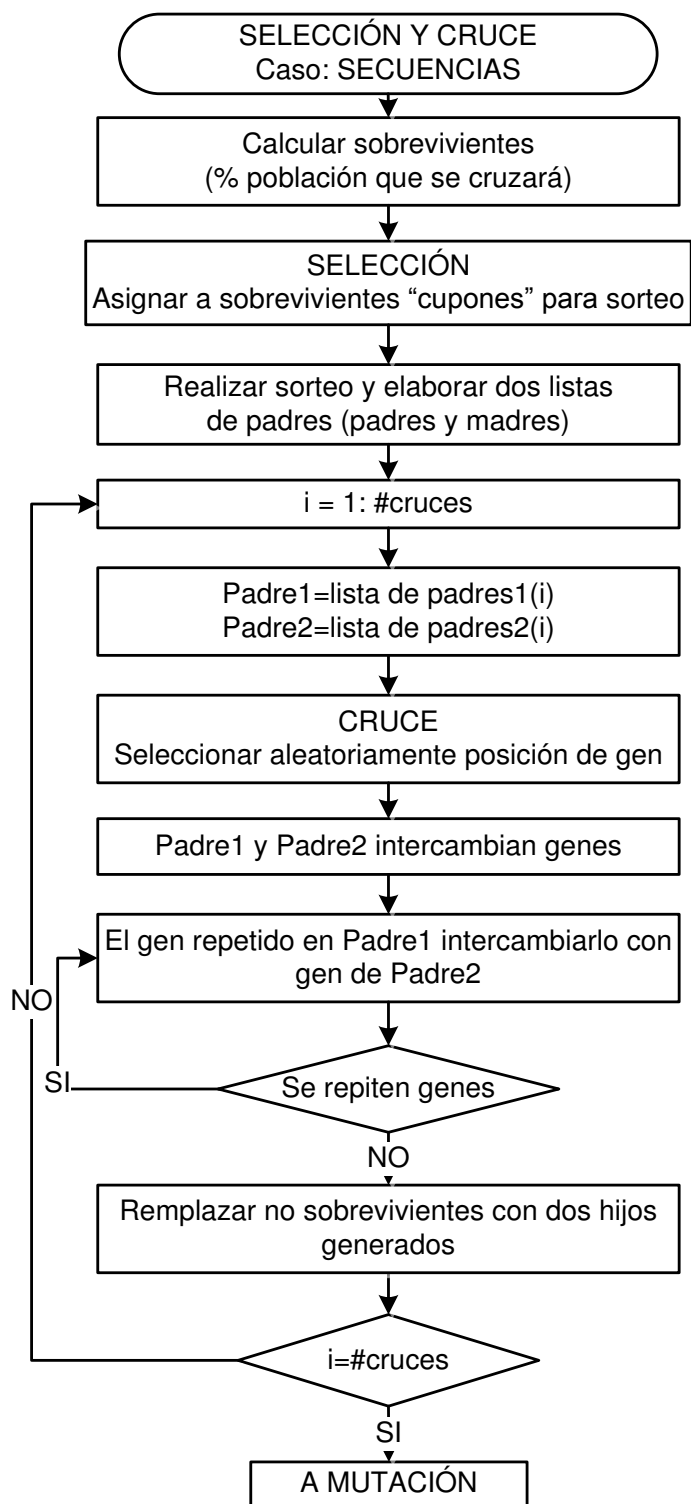 SELECCIÓN Y CRUCE
Caso: SECUENCIAS
Calcular sobrevivientes
(% población que se cruzará)
SELECCIÓN
Asignar a sobrevivientes “cupones” para sorteo
Realizar sorteo y elaborar dos listas
de padres (padres y madres)
i = 1: #cruces
Padre1=lista de padres1(i)
Padre2=lista de padres2(i)
CRUCE
Seleccionar aleatoriamente posición de gen
Padre1 y Padre2 intercambian genes
El gen repetido en Padre1 intercambiarlo con
gen de Padre2
NO
SI
Se repiten genes
NO
Remplazar no sobrevivientes con dos hijos
generados
i=#cruces
SI
A MUTACIÓN